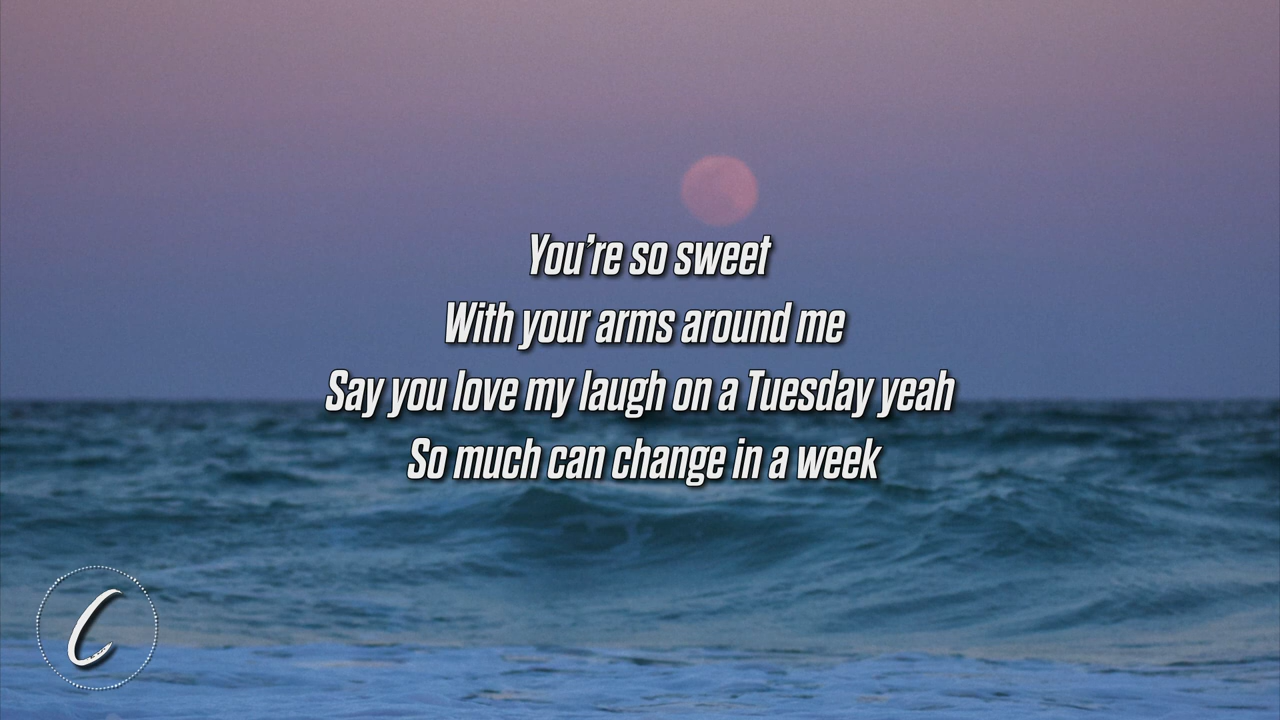 You're so sweet
With your arms around me
Say you love my laugh on a Tuesday yeah
So much can change in a week
C